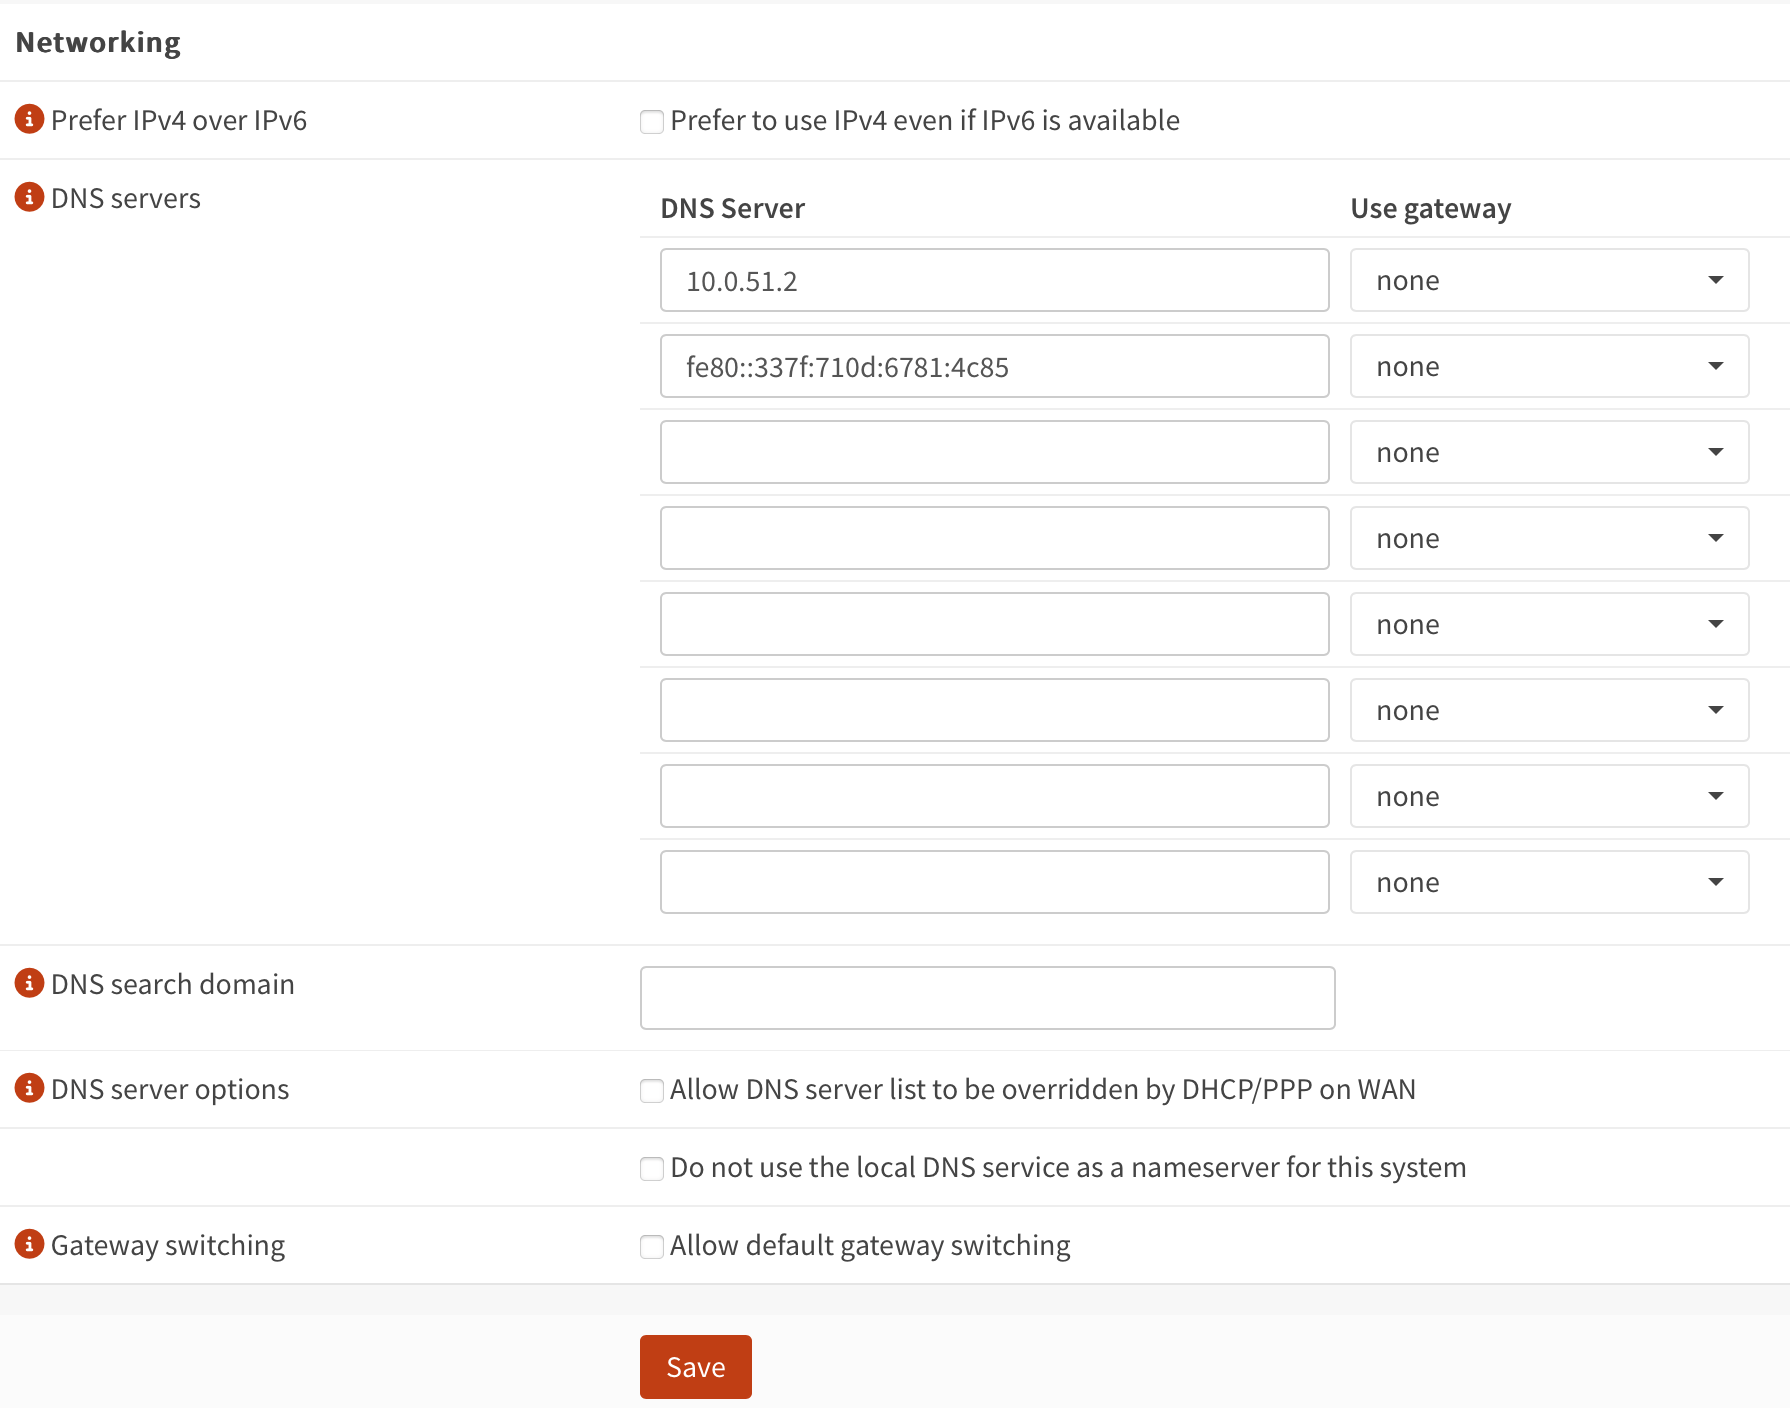 Networking
Prefer IPv4 over IPv6
Prefer to use IPv4 even if IPv6 is available
DNS servers
DNS Server
Use gateway
10.0.51.2
none
fe80::337f:710d:6781:4c85
none
none
none
none
none
none
none
DNS search domain
DNS server options
Allow DNS server list to be overridden by DHCP/PPP on WAN
Do not use the local DNS service as a nameserver for this system
Gateway switching
Allow default gateway switching
Save